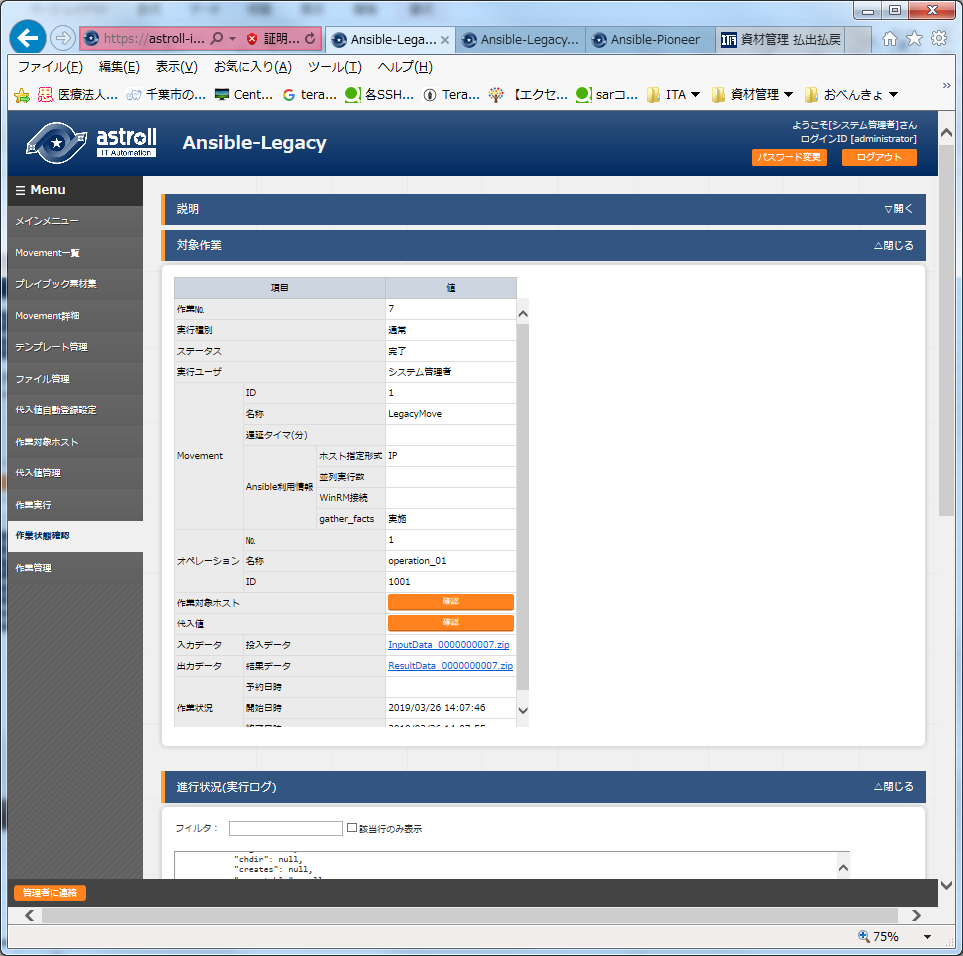 https://astroll-i...
証明...
Ansible-Lega...
Ansible-Legacy...
Ansible-Pioneer
資材管理 払出払戻
ファイル(F) 編集(E) 表示(V) お気に入り(A) ツール(T) ヘルプ(H)
医療法人... 千葉市の... Cent... tera... 各SSH... Tera... 【エクセ... sarコ... ITA 資材管理 おべんきょ
astroll
IT Automation
Ansible-Legacy
ようこそ[システム管理者]さん
ログインID [administrator]
パスワード変更 ログアウト
☰ Menu
メインメニュー
Movement一覧
プレイブック素材集
Movement詳細
テンプレート管理
ファイル管理
代入値自動登録設定
作業対象ホスト
代入値管理
作業実行
作業状態確認
作業管理
説明 ▽開く
対象作業 △閉じる
項目 値
作業No. 7
実行種別 通常
ステータス 完了
実行ユーザ システム管理者
Movement
ID 1
名称 LegacyMove
遅延タイマ(分)
Ansible利用情報
ホスト指定形式 IP
並列実行数
WinRM接続
gather_facts 実施
オペレーション
No. 1
名称 operation_01
ID 1001
作業対象ホスト 確認
代入値 確認
入力データ 投入データ InputData_0000000007.zip
出力データ 結果データ ResultData_0000000007.zip
作業状況
予約日時
開始日時 2019/03/26 14:07:46
進行状況(実行ログ) △閉じる
フィルタ： 該当行のみ表示
"chdir": null,
"creates": null,
管理者に連絡
75%